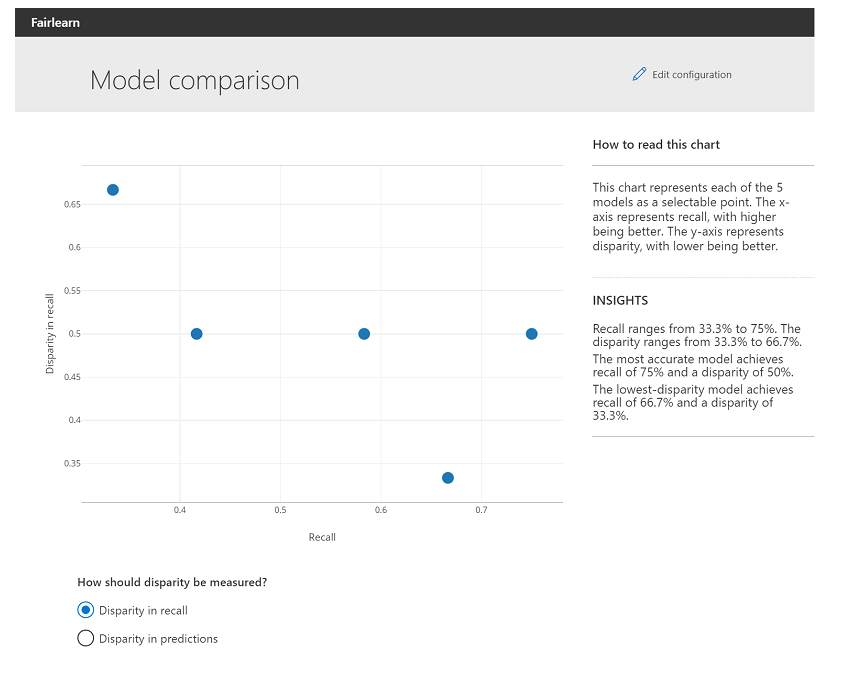 Fairlearn
Model comparison
Edit configuration
Disparity in recall
0.65
0.6
0.55
0.5
0.45
0.4
0.35
0.4
0.5
0.6
0.7
Recall
How to read this chart
This chart represents each of the 5
models as a selectable point. The x-
axis represents recall, with higher
being better. The y-axis represents
disparity, with lower being better.
INSIGHTS
Recall ranges from 33.3% to 75%. The
disparity ranges from 33.3% to 66.7%.
The most accurate model achieves
recall of 75% and a disparity of 50%.
The lowest-disparity model achieves
recall of 66.7% and a disparity of
33.3%.
How should disparity be measured?
Disparity in recall
Disparity in predictions